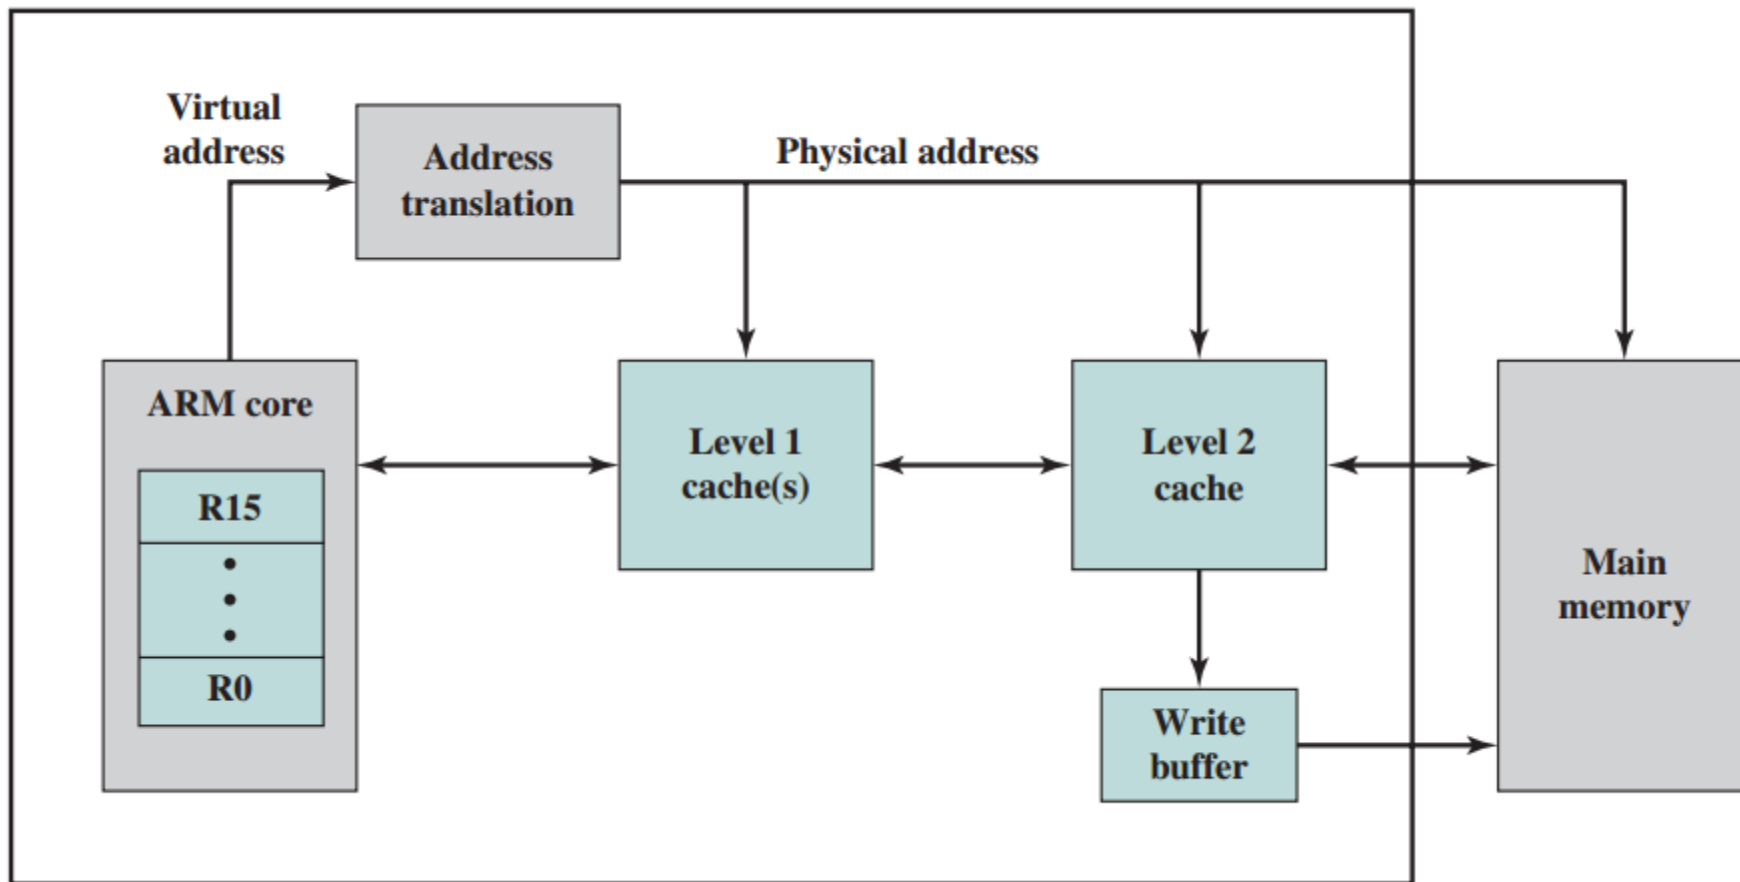 Virtual
address
Address
translation
Physical address
ARM core
R15
R0
Level 1
cache(s)
Level 2
cache
Write
buffer
Main
memory